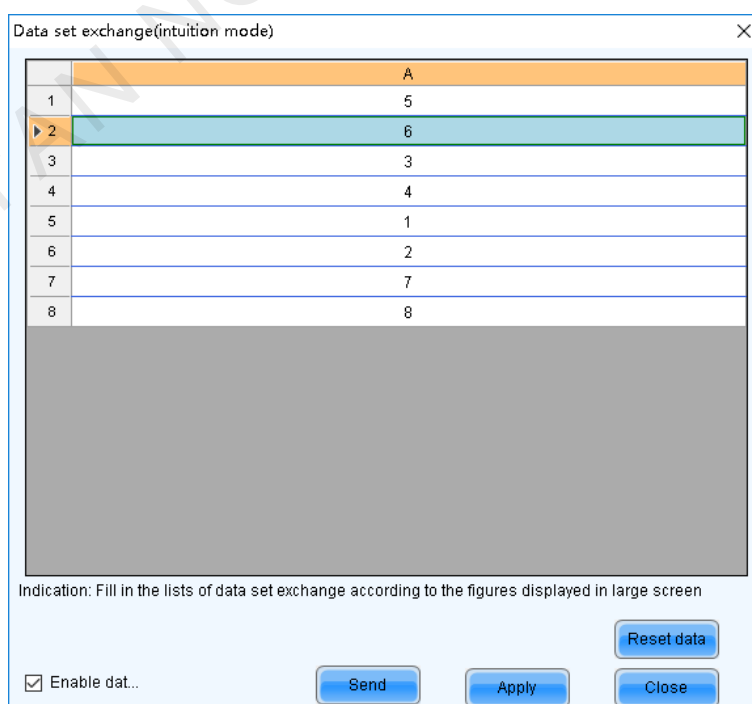 Data set exchange(intuition mode)
A
1 5
2 6
3 3
4 4
5 1
6 2
7 7
8 8
Indication: Fill in the lists of data set exchange according to the figures displayed in large screen
Reset data
Enable dat...
Send
Apply
Close